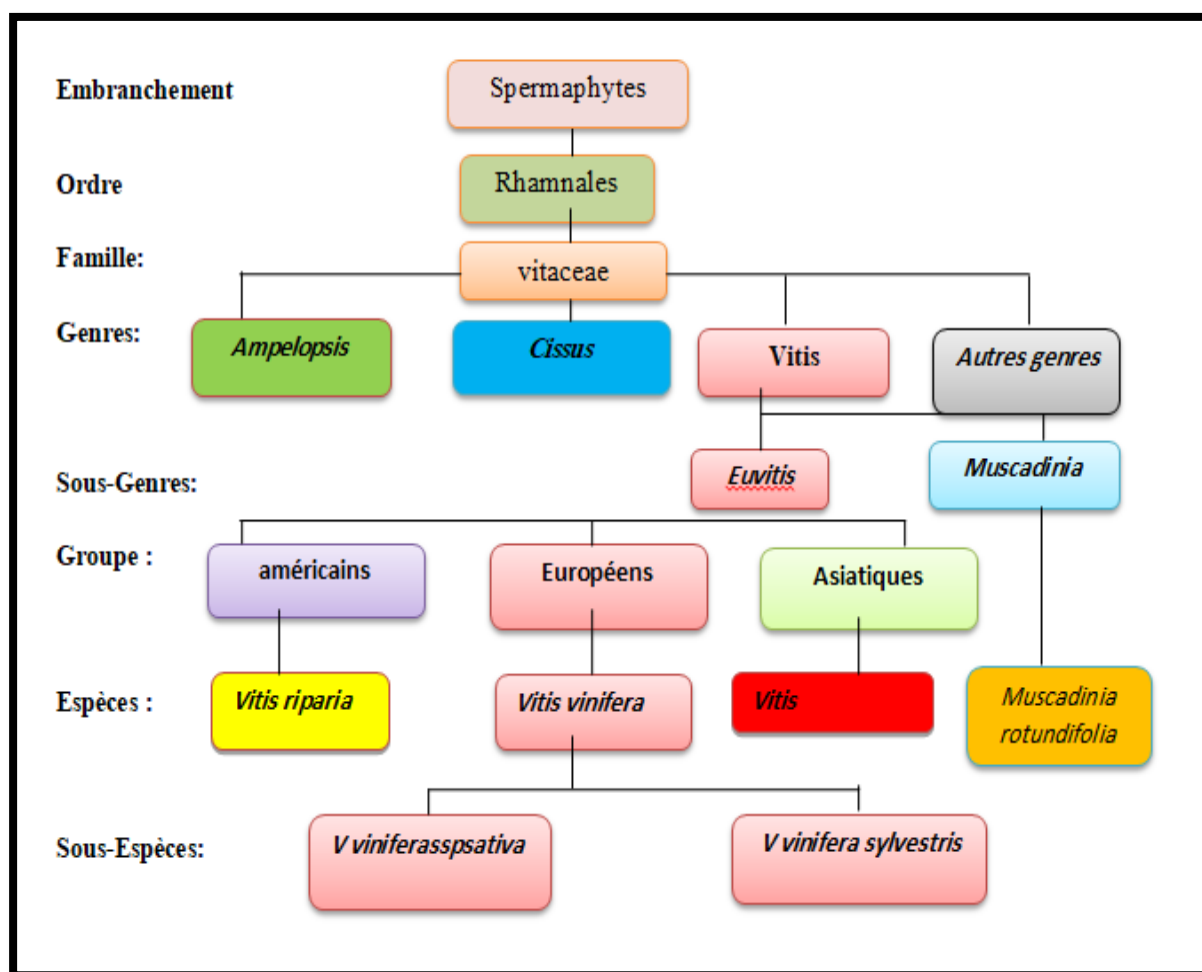 Embranchement
Spermaphytes
Ordre
Rhamnales
Famille:
vitaceae
Genres:
Ampelopsis
Cissus
Vitis
Autres genres
Sous-Genres:
Euvitis
Muscadinia
Groupe :
américains
Européens
Asiatiques
Espèces :
Vitis riparia
Vitis vinifera
Vitis
Muscadinia
rotundifolia
Sous-Espèces:
V viniferasspsativa
V vinifera sylvestris